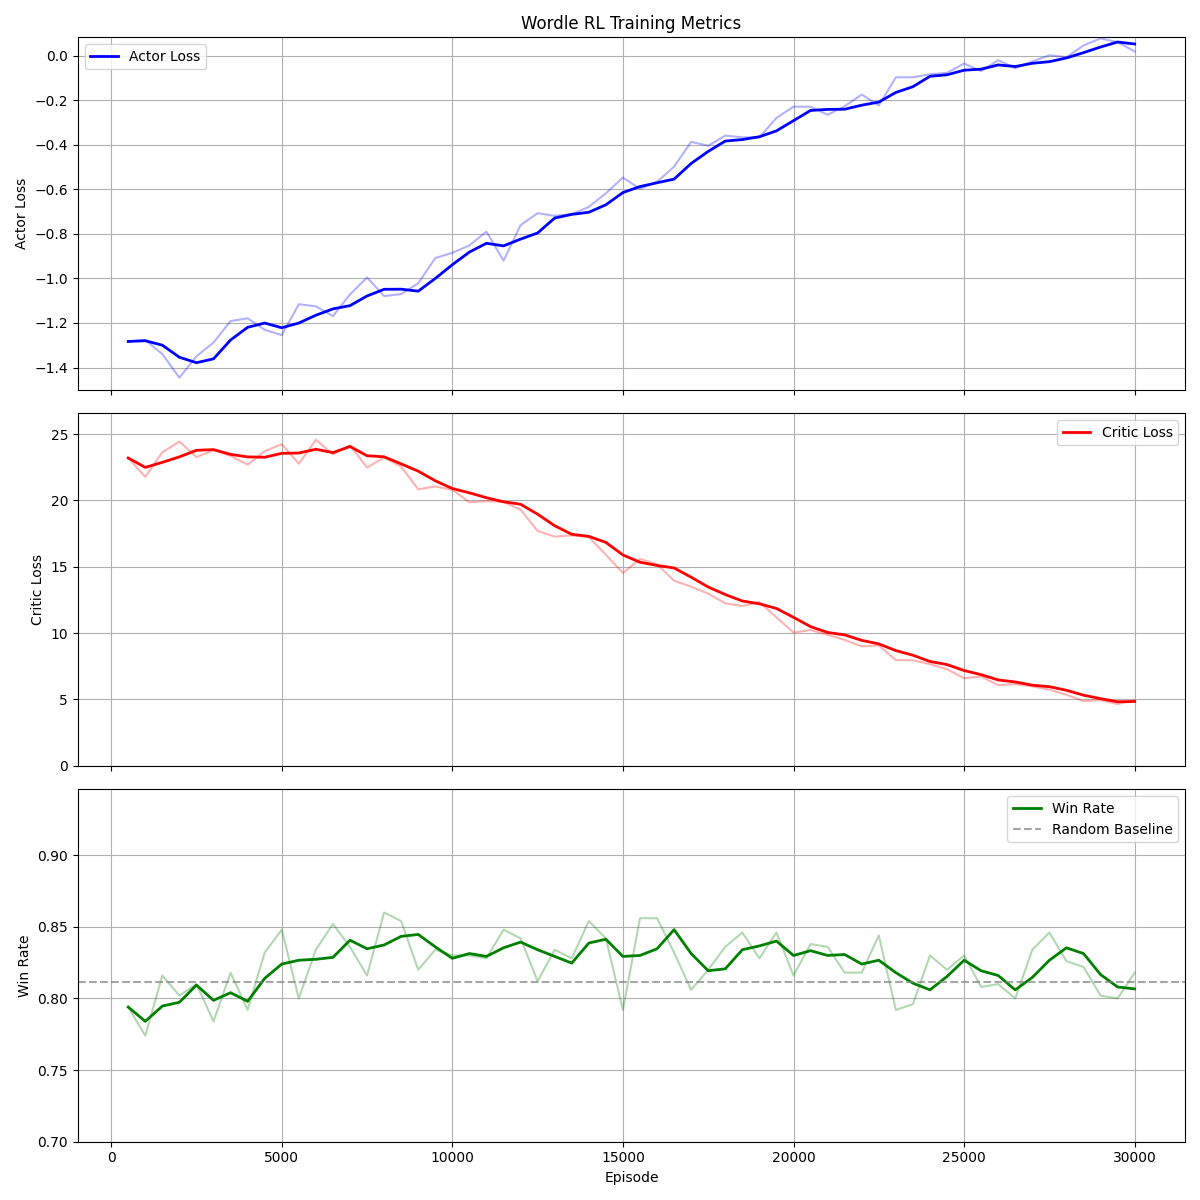 Wordle RL Training Metrics
Actor Loss
0.0
−0.2
−0.4
−0.6
−0.8
−1.0
−1.2
−1.4
Actor Loss
Critic Loss
25
20
15
10
5
0
Critic Loss
Win Rate
Random Baseline
0.90
0.85
0.80
0.75
0.70
Win Rate
0 5000 10000 15000 20000 25000 30000
Episode